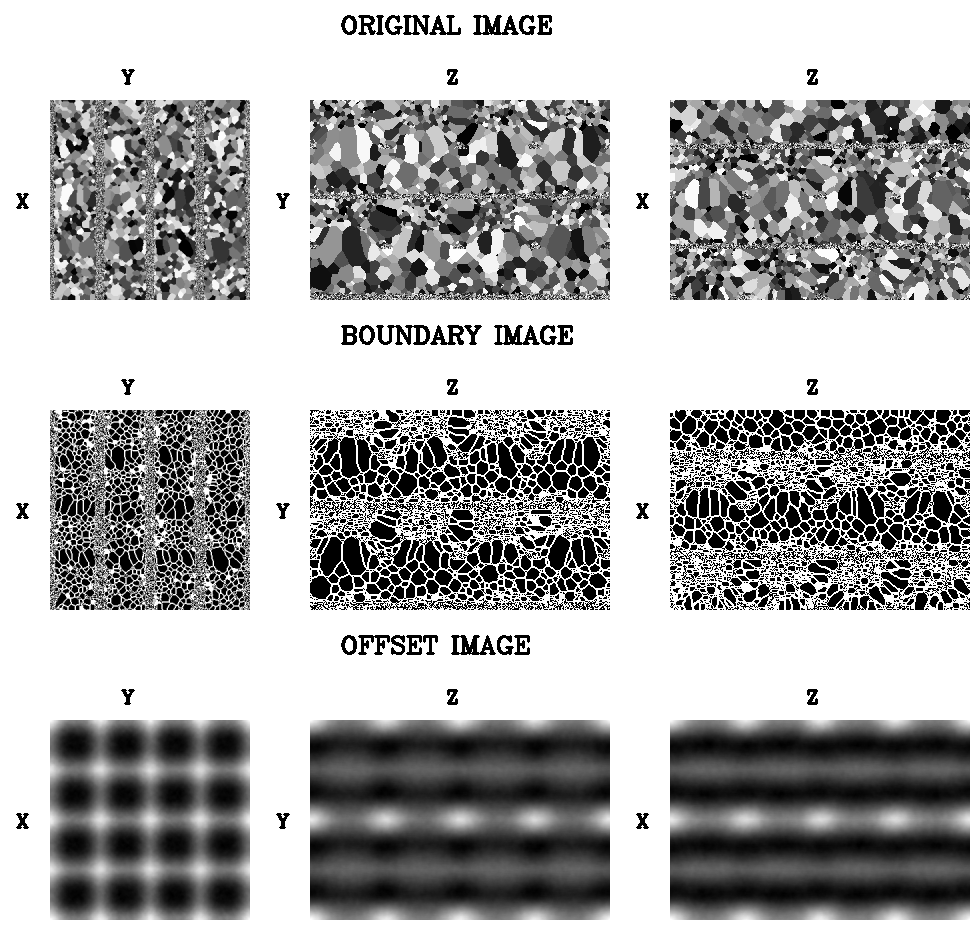 ORIGINAL IMAGE
Y Z Z
X Y X
BOUNDARY IMAGE
Y Z Z
X Y X
OFFSET IMAGE
Y Z Z
X Y X